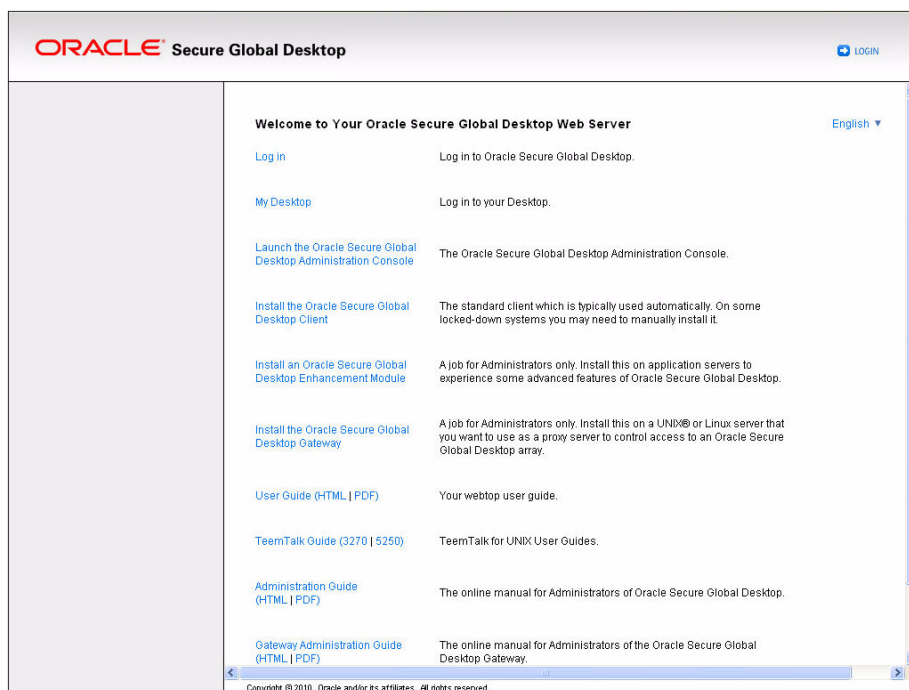 ORACLE® Secure Global Desktop
LOGIN
Welcome to Your Oracle Secure Global Desktop Web Server
English ▼
Log in
Log in to Oracle Secure Global Desktop.
My Desktop
Log in to your Desktop.
Launch the Oracle Secure Global
Desktop Administration Console
The Oracle Secure Global Desktop Administration Console.
Install the Oracle Secure Global
Desktop Client
The standard client which is typically used automatically. On some
locked-down systems you may need to manually install it.
Install an Oracle Secure Global
Desktop Enhancement Module
A job for Administrators only. Install this on application servers to
experience some advanced features of Oracle Secure Global Desktop.
Install the Oracle Secure Global
Desktop Gateway
A job for Administrators only. Install this on a UNIX® or Linux server that
you want to use as a proxy server to control access to an Oracle Secure
Global Desktop array.
User Guide (HTML | PDF)
Your webtop user guide.
TeemTalk Guide (3270 | 5250)
TeemTalk for UNIX User Guides.
Administration Guide
(HTML | PDF)
The online manual for Administrators of Oracle Secure Global Desktop.
Gateway Administration Guide
(HTML | PDF)
The online manual for Administrators of the Oracle Secure Global
Desktop Gateway.
Copyright © 2010, Oracle and/or its affiliates. All rights reserved.